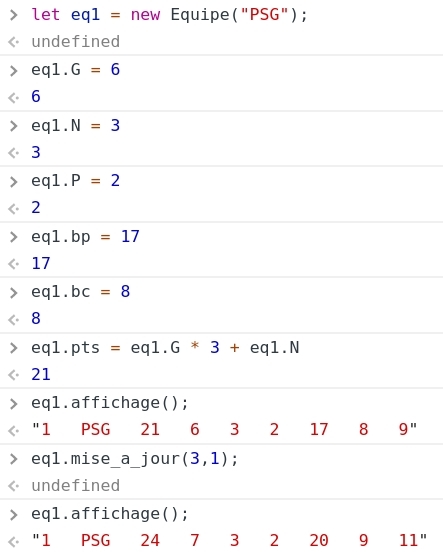 > let eq1 = new Equipe("PSG");
undefined
> eq1.G = 6
6
> eq1.N = 3
3
> eq1.P = 2
2
> eq1.bp = 17
17
> eq1.bc = 8
8
> eq1.pts = eq1.G * 3 + eq1.N
21
> eq1.affichage();
"1   PSG   21   6   3   2   17   8   9"
> eq1.mise_a_jour(3,1);
undefined
> eq1.affichage();
"1   PSG   24   7   3   2   20   9   11"